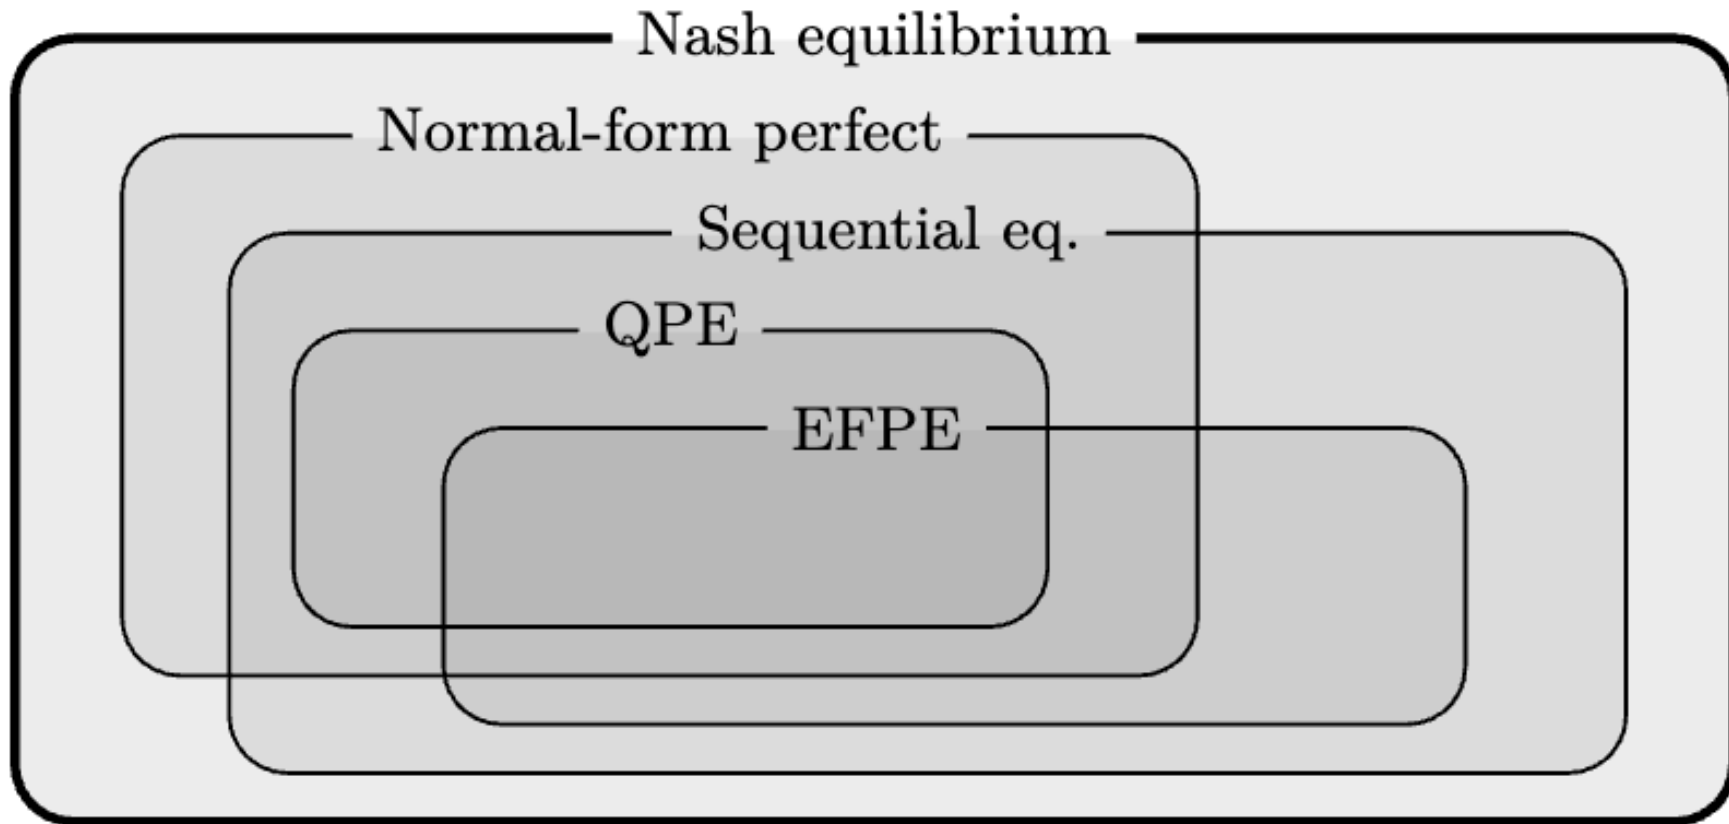 Nash equilibrium
Normal-form perfect
Sequential eq.
QPE
EFPE